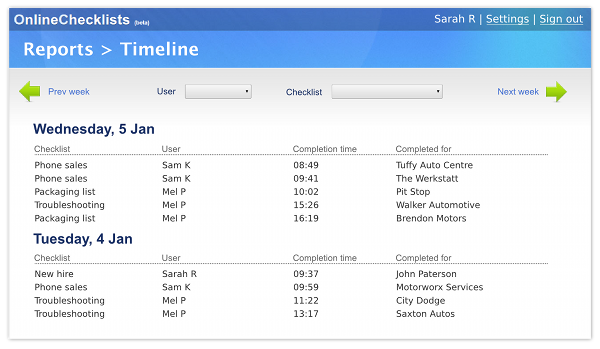 OnlineChecklists (beta) Sarah R | Settings | Sign out
Reports > Timeline
Prev week User Checklist Next week
Wednesday, 5 Jan
Checklist User Completion time Completed for
Phone sales Sam K 08:49 Tuffy Auto Centre
Phone sales Sam K 09:41 The Werkstatt
Packaging list Mel P 10:02 Pit Stop
Troubleshooting Mel P 15:26 Walker Automotive
Packaging list Mel P 16:19 Brendon Motors
Tuesday, 4 Jan
Checklist User Completion time Completed for
New hire Sarah R 09:37 John Paterson
Phone sales Sam K 09:59 Motorworx Services
Troubleshooting Mel P 11:22 City Dodge
Troubleshooting Mel P 13:17 Saxton Autos